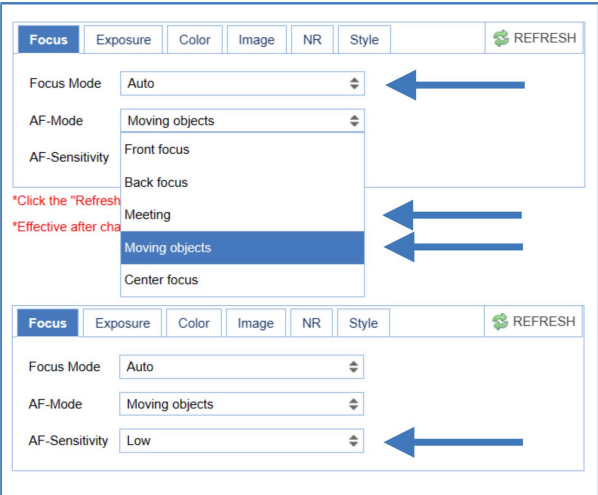 Focus Exposure Color Image NR Style REFRESH
Focus Mode Auto
AF-Mode Moving objects
Front focus
AF-Sensitivity
Back focus
*Click the "Refresh
Meeting
*Effective after cha
Moving objects
Center focus
Focus Exposure Color Image NR Style REFRESH
Focus Mode Auto
AF-Mode Moving objects
AF-Sensitivity Low